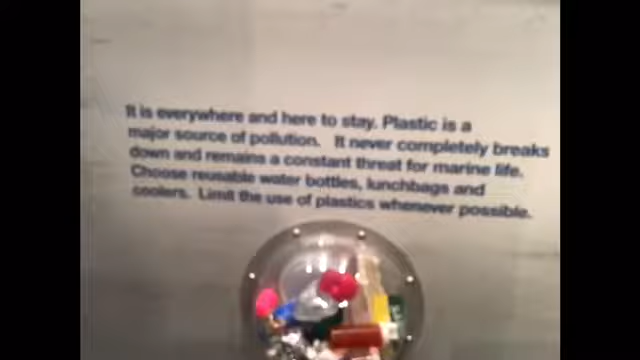 It is everywhere and here to stay. Plastic is a
major source of pollution. It never completely breaks
down and remains a constant threat for marine life.
Choose reusable water bottles, lunchbags and
coolers. Limit the use of plastics whenever possible.